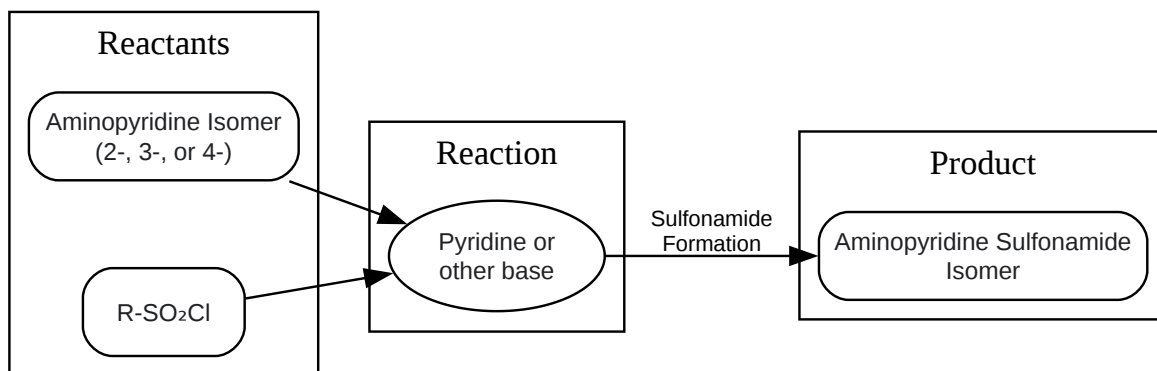 Reactants
Aminopyridine Isomer
(2-, 3-, or 4-)
R-SO₂Cl
Reaction
Pyridine or
other base
Sulfonamide
Formation
Product
Aminopyridine Sulfonamide
Isomer